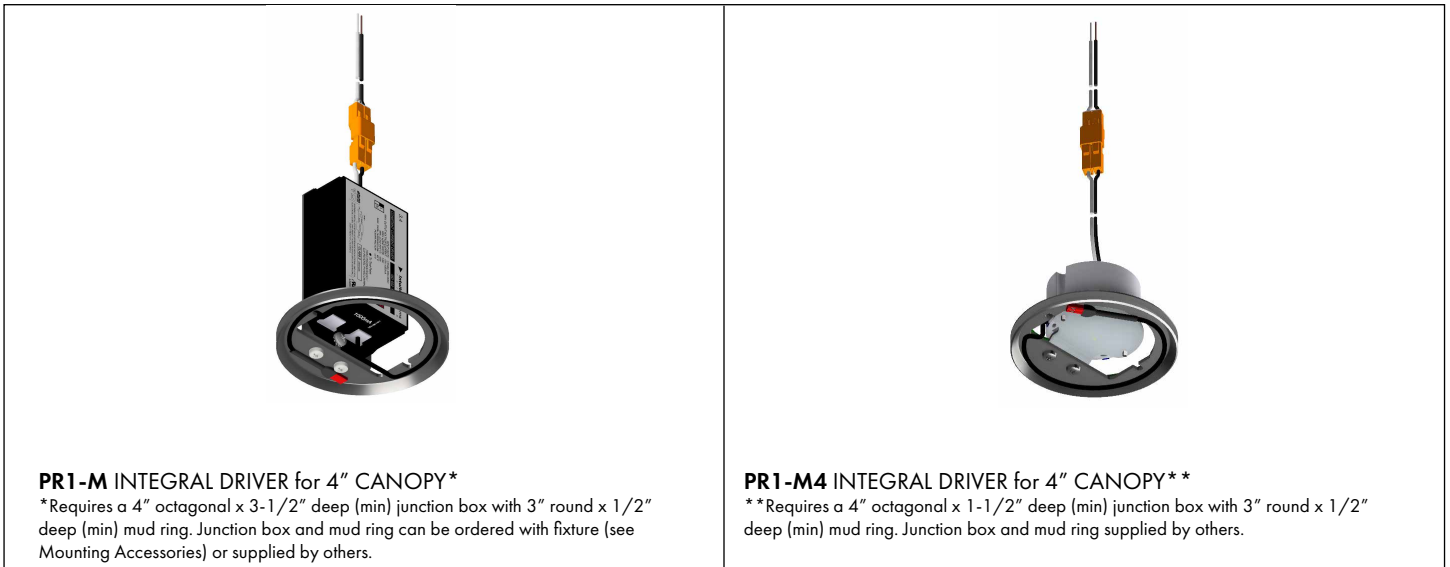 PR1-M INTEGRAL DRIVER for 4” CANOPY*
*Requires a 4” octagonal x 3-1/2” deep (min) junction box with 3” round x 1/2”
deep (min) mud ring. Junction box and mud ring can be ordered with fixture (see
Mounting Accessories) or supplied by others.
PR1-M4 INTEGRAL DRIVER for 4” CANOPY**
**Requires a 4” octagonal x 1-1/2” deep (min) junction box with 3” round x 1/2”
deep (min) mud ring. Junction box and mud ring supplied by others.